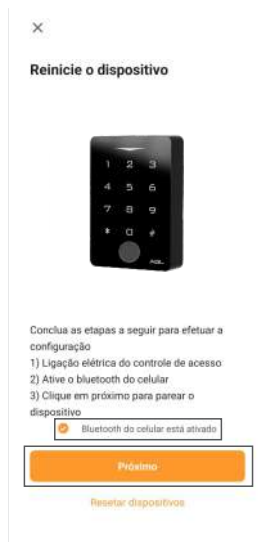 Reinicie o dispositivo
1 2 3
4 5 6
7 8 9
* 0 #
AGL
Conclua as etapas a seguir para efetuar a
configuração
1) Ligação elétrica do controle de acesso
2) Ative o bluetooth do celular
3) Clique em próximo para parear o
dispositivo
Bluetooth do celular está ativado
Próximo
Resetar dispositivos